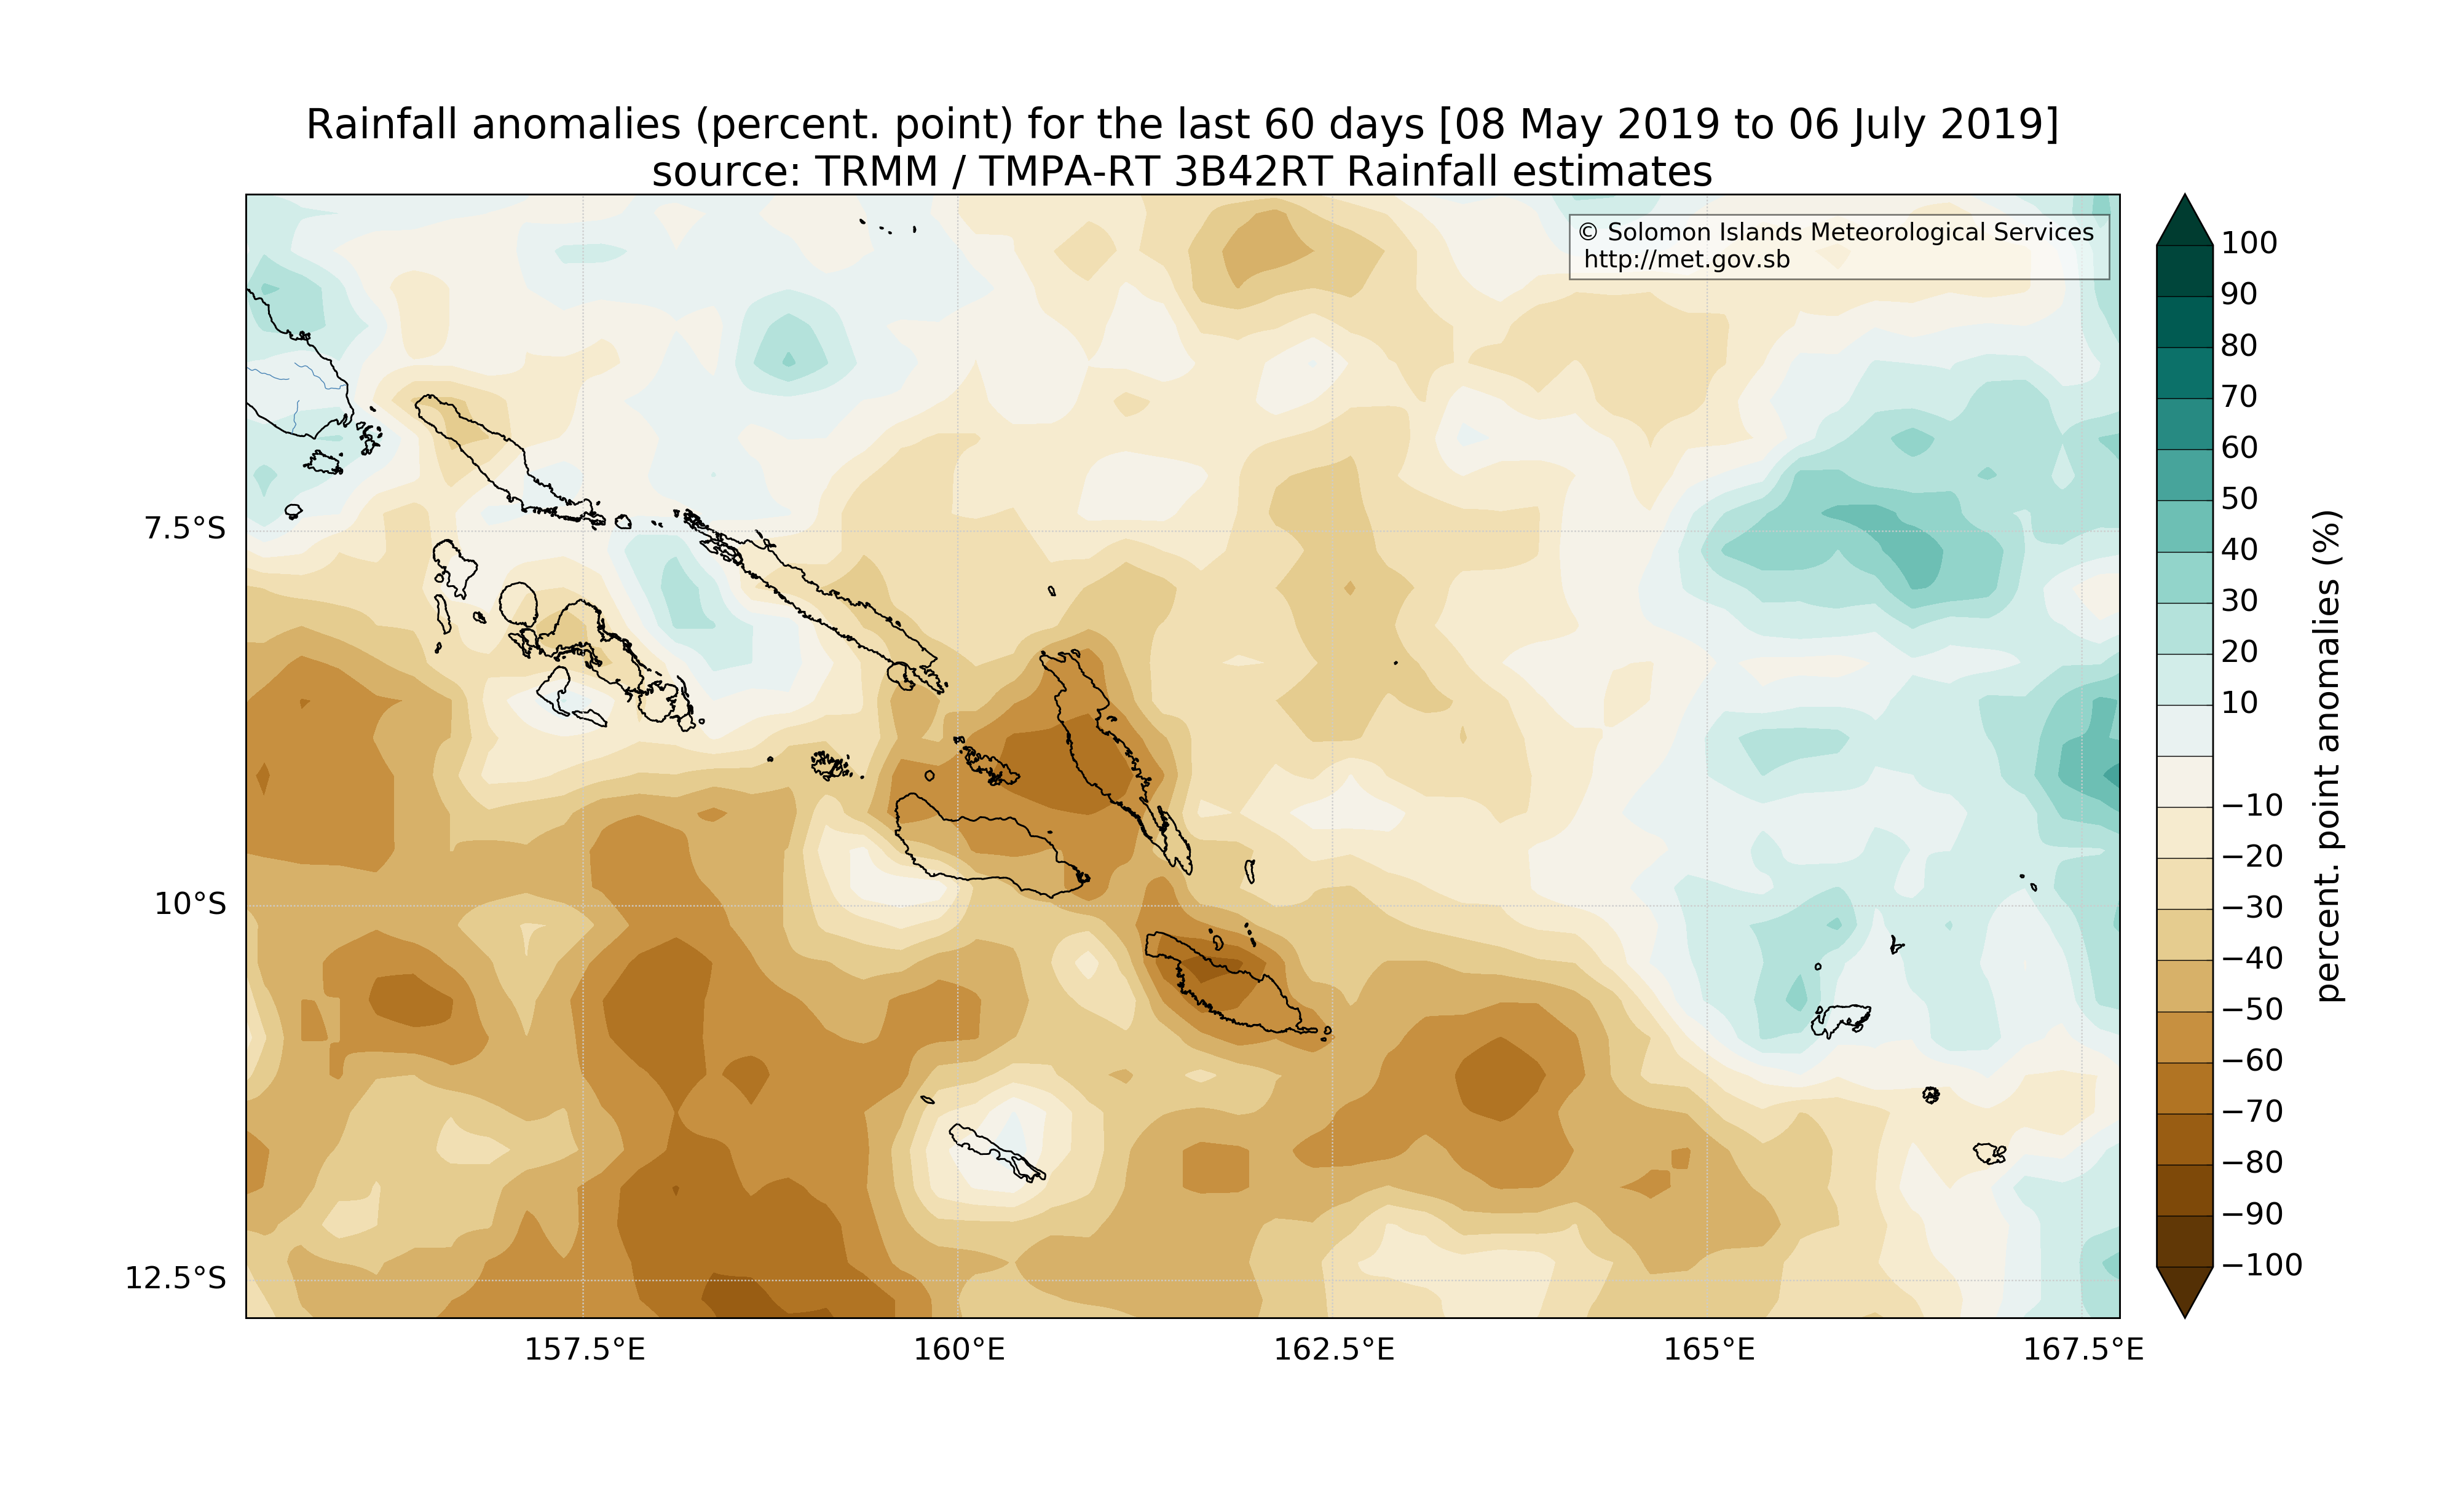 Rainfall anomalies (percent. point) for the last 60 days [08 May 2019 to 06 July 2019]
source: TRMM / TMPA-RT 3B42RT Rainfall estimates
© Solomon Islands Meteorological Services
http://met.gov.sb
7.5°S
10°S
12.5°S
157.5°E
160°E
162.5°E
165°E
167.5°E
100
90
80
70
60
50
40
30
20
10
−10
−20
−30
−40
−50
−60
−70
−80
−90
−100
percent. point anomalies (%)